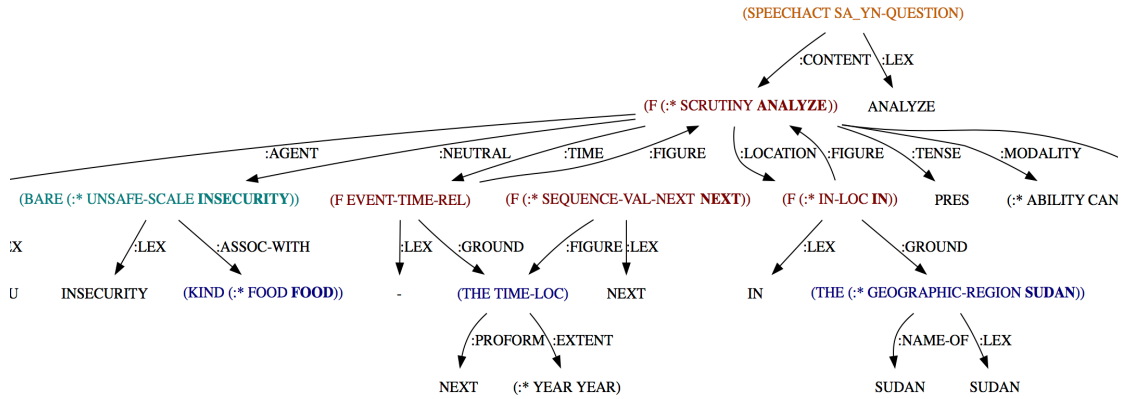 (SPEECHACT SA_YN-QUESTION)
:CONTENT :LEX
(F (:* SCRUTINY ANALYZE)) ANALYZE
:AGENT :NEUTRAL :TIME :FIGURE :LOCATION :FIGURE :TENSE :MODALITY
(BARE (:* UNSAFE-SCALE INSECURITY)) (F EVENT-TIME-REL) (F (:* SEQUENCE-VAL-NEXT NEXT)) (F (:* IN-LOC IN)) PRES (:* ABILITY CAN
EX :LEX :ASSOC-WITH :LEX :GROUND :FIGURE :LEX :LEX :GROUND
U INSECURITY (KIND (:* FOOD FOOD)) - (THE TIME-LOC) NEXT IN (THE (:* GEOGRAPHIC-REGION SUDAN))
:PROFORM :EXTENT :NAME-OF :LEX
NEXT (:* YEAR YEAR) SUDAN SUDAN